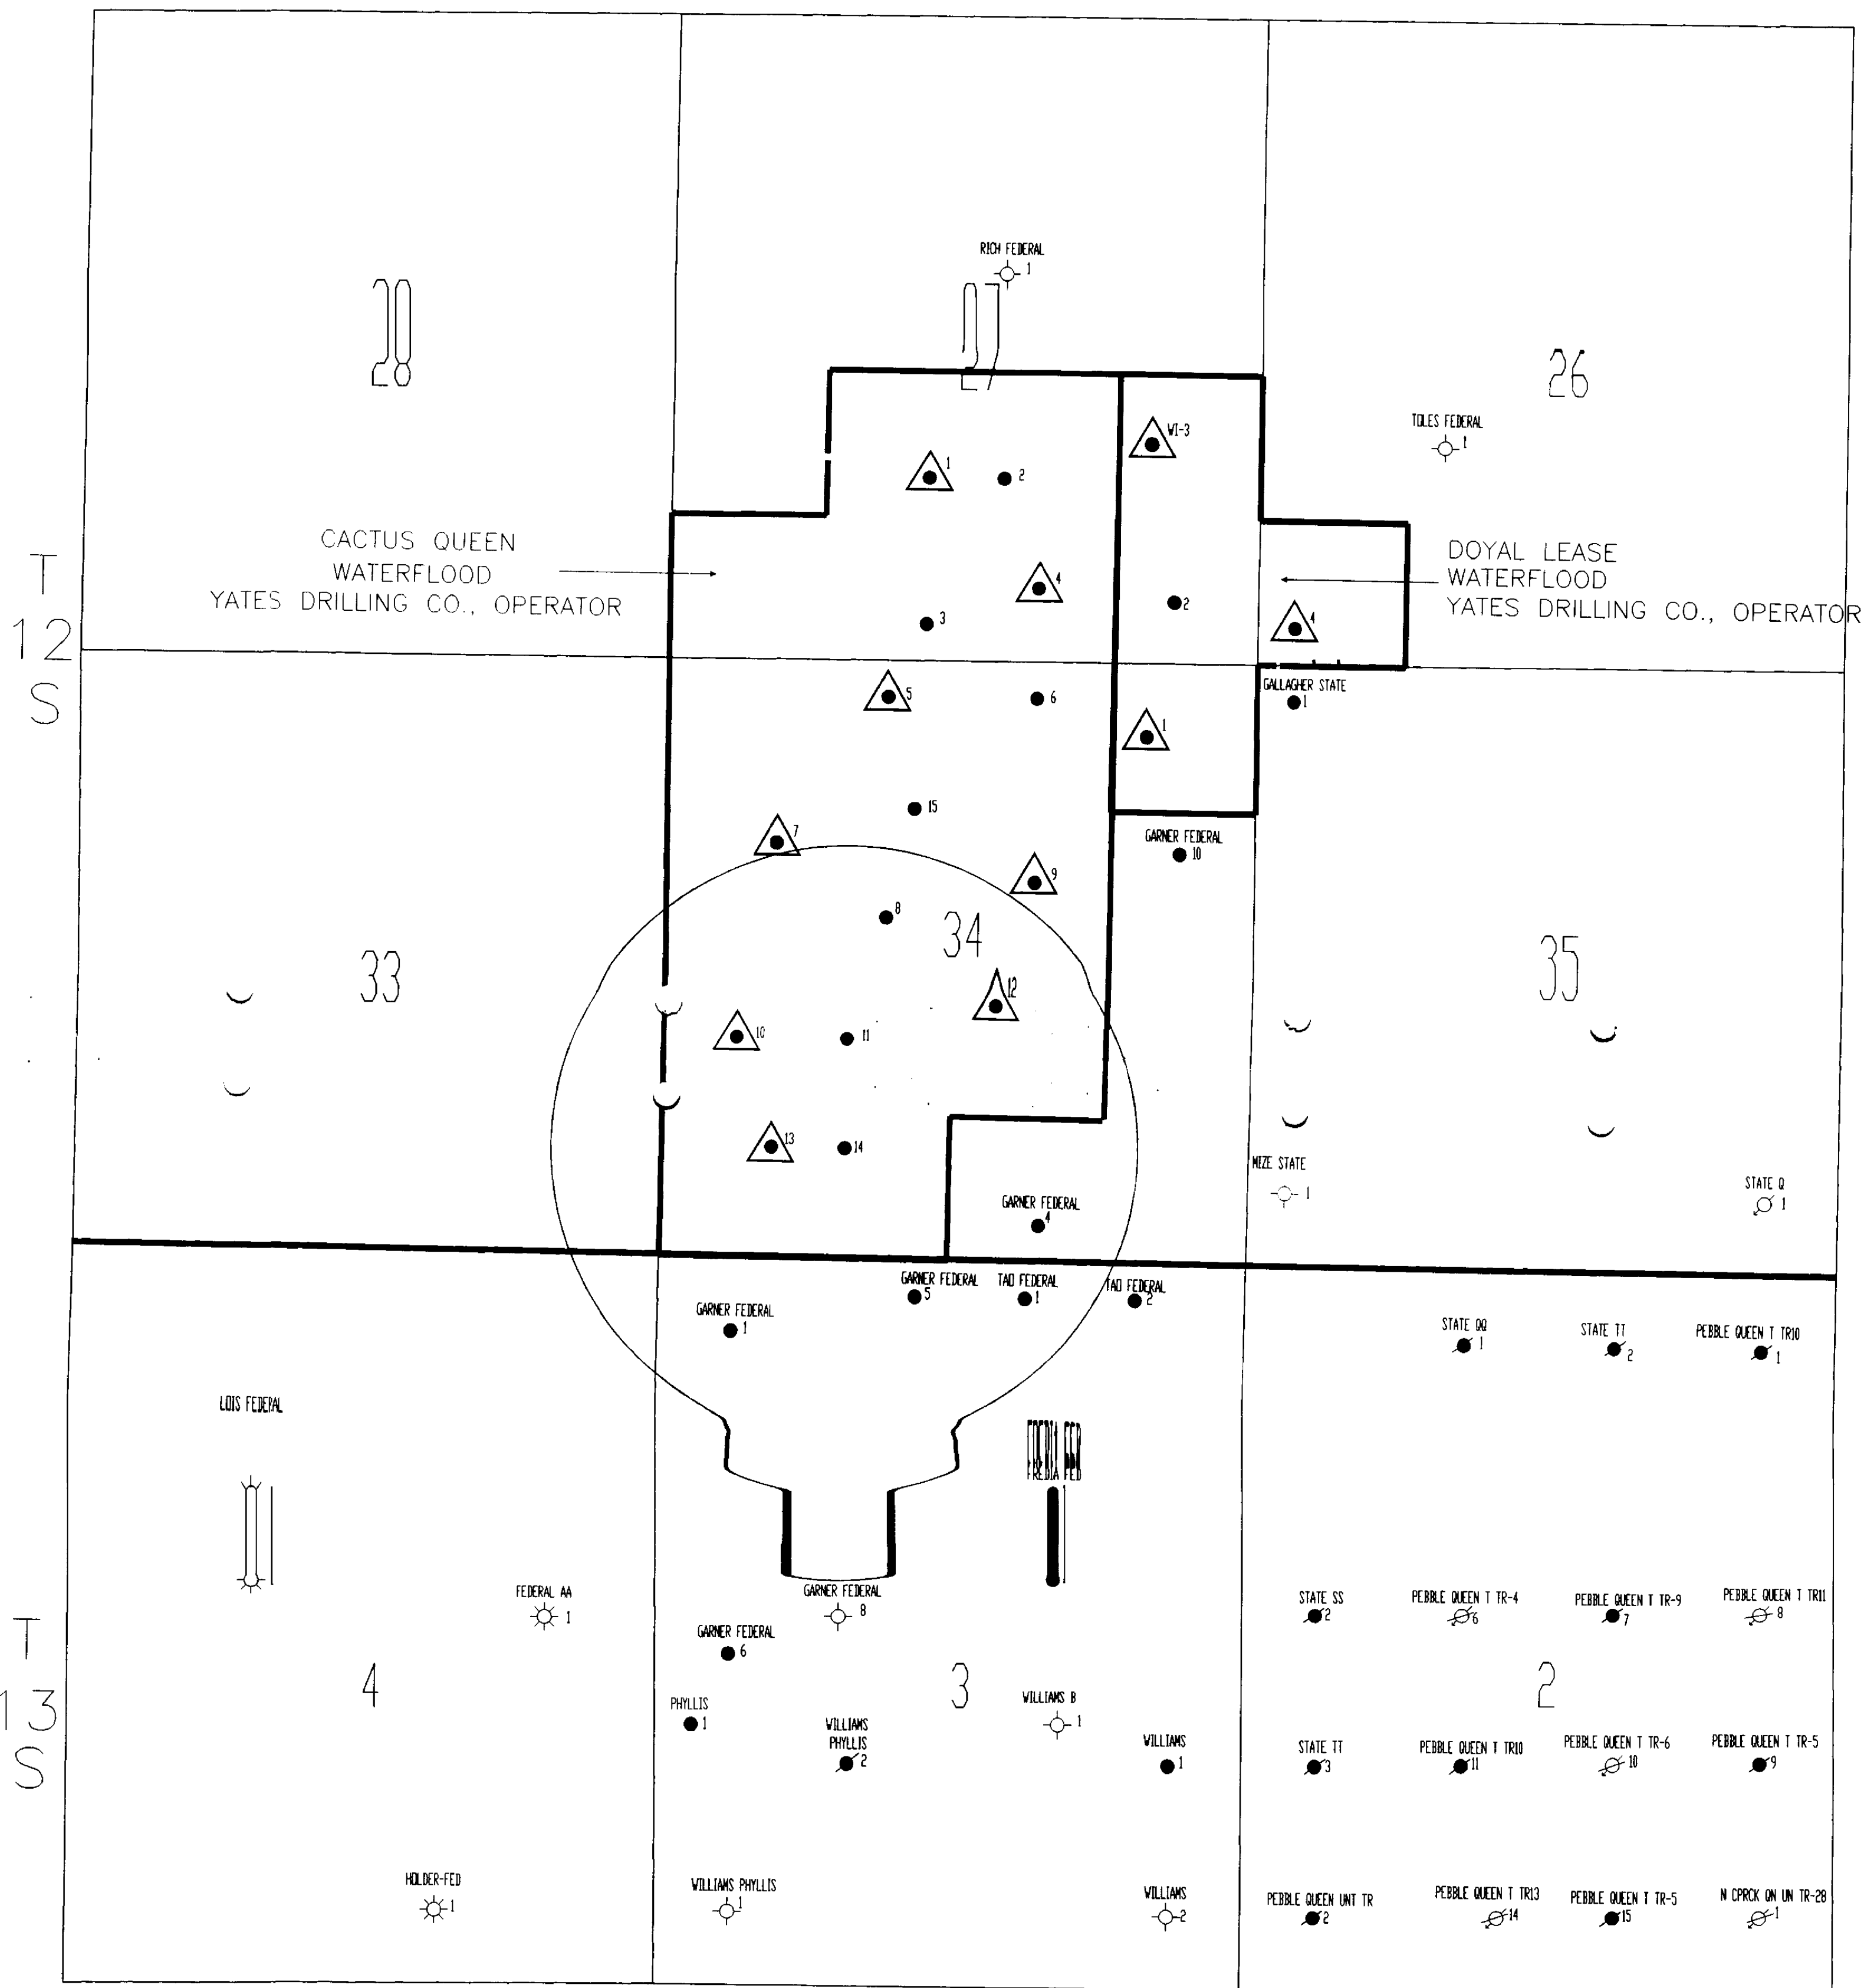 RICH FEDERAL
1
28
27
26
TOLES FEDERAL
1
WI-3
1
2
CACTUS QUEEN
WATERFLOOD
YATES DRILLING CO., OPERATOR
DOYAL LEASE
WATERFLOOD
YATES DRILLING CO., OPERATOR
4
2
3
4
T
12
S
GALLAGHER STATE
1
5
6
1
15
7
GARNER FEDERAL
10
9
8
34
33
35
12
10
11
13
14
MIZE STATE
1
STATE Q
1
GARNER FEDERAL
4
GARNER FEDERAL
5
TAO FEDERAL
1
TAO FEDERAL
2
GARNER FEDERAL
1
STATE QQ
1
STATE TT
2
PEBBLE QUEEN T TR10
1
LOIS FEDERAL
FREDIA FED
FEDERAL AA
1
GARNER FEDERAL
8
STATE SS
2
PEBBLE QUEEN T TR-4
6
PEBBLE QUEEN T TR-9
7
PEBBLE QUEEN T TR11
8
GARNER FEDERAL
6
T
13
S
4
3
2
PHYLLIS
1
WILLIAMS
PHYLLIS
2
WILLIAMS B
1
WILLIAMS
1
STATE TT
3
PEBBLE QUEEN T TR10
11
PEBBLE QUEEN T TR-6
10
PEBBLE QUEEN T TR-5
9
HOLDER-FED
1
WILLIAMS PHYLLIS
1
WILLIAMS
2
PEBBLE QUEEN UNT TR
2
PEBBLE QUEEN T TR13
14
PEBBLE QUEEN T TR-5
15
N CPRCK QN UN TR-28
1